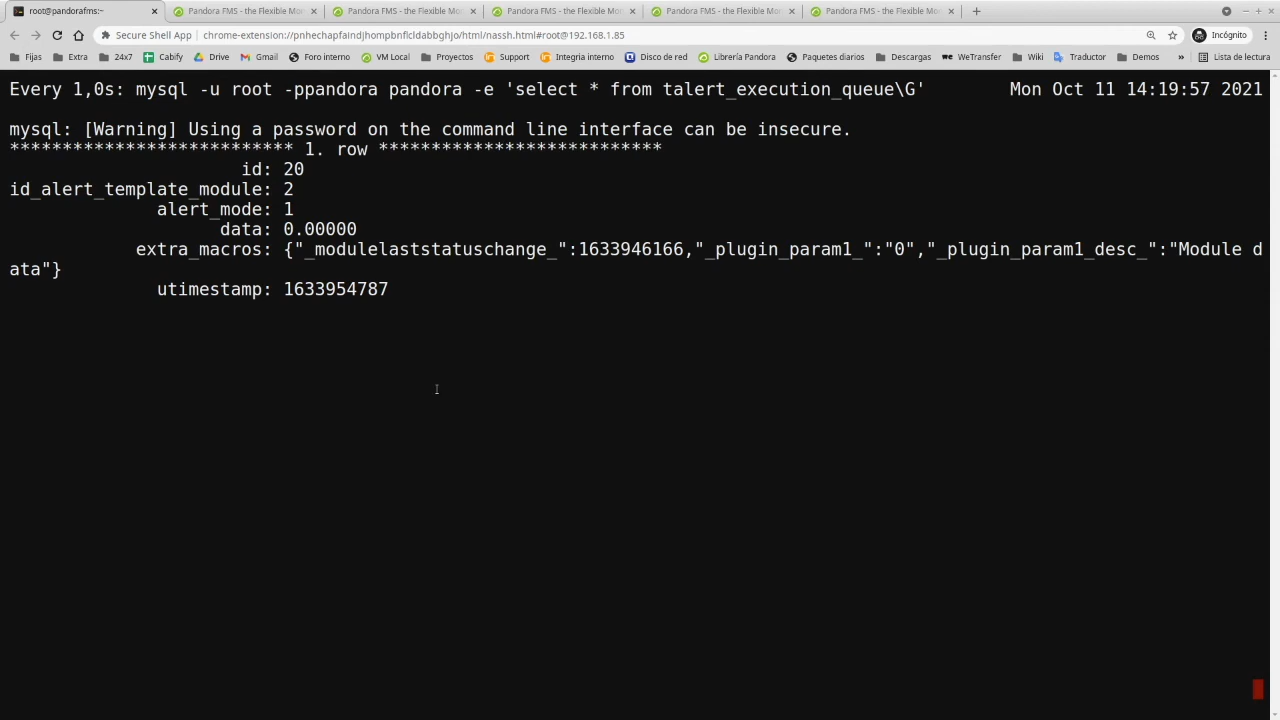 root@pandorafms:~
Pandora FMS - the Flexible Mon
Pandora FMS - the Flexible Mon
Pandora FMS - the Flexible Mon
Pandora FMS - the Flexible Mon
Pandora FMS - the Flexible Mon
Secure Shell App | chrome-extension://pnhechapfaindjhompbnflcldabbghjo/html/nassh.html#root@192.168.1.85
Incógnito
Fijas Extra 24x7 Cabify Drive Gmail Foro interno VM Local Proyectos Support Integria interno Disco de red Librería Pandora Paquetes diarios Descargas WeTransfer Wiki Traductor Demos » Lista de lectura
Every 1,0s: mysql -u root -ppandora pandora -e 'select * from talert_execution_queue\G' Mon Oct 11 14:19:57 2021
mysql: [Warning] Using a password on the command line interface can be insecure.
*************************** 1. row ***************************
id: 20
id_alert_template_module: 2
alert_mode: 1
data: 0.00000
extra_macros: {"_modulelaststatuschange_":1633946166,"_plugin_param1_":"0","_plugin_param1_desc_":"Module d
ata"}
utimestamp: 1633954787